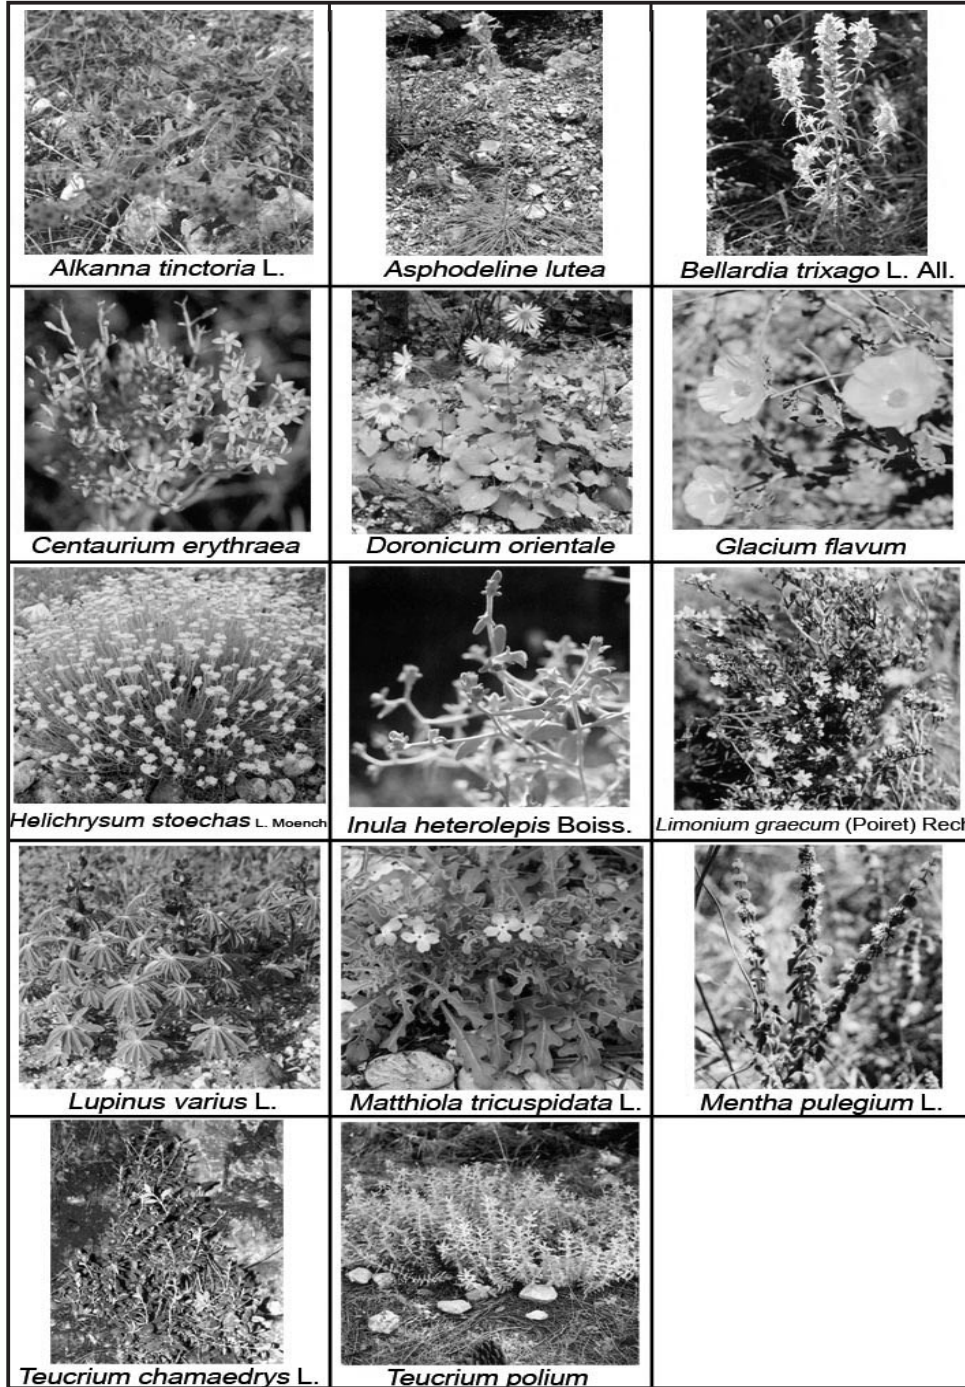 Alkanna tinctoria L.
Asphodeline lutea
Bellardia trixago L. All.
Centaurium erythraea
Doronicum orientale
Glacium flavum
Helichrysum stoechas L. Moench
Inula heterolepis Boiss.
Limonium graecum (Poiret) Rech
Lupinus varius L.
Matthiola tricuspidata L.
Mentha pulegium L.
Teucrium chamaedrys L.
Teucrium polium